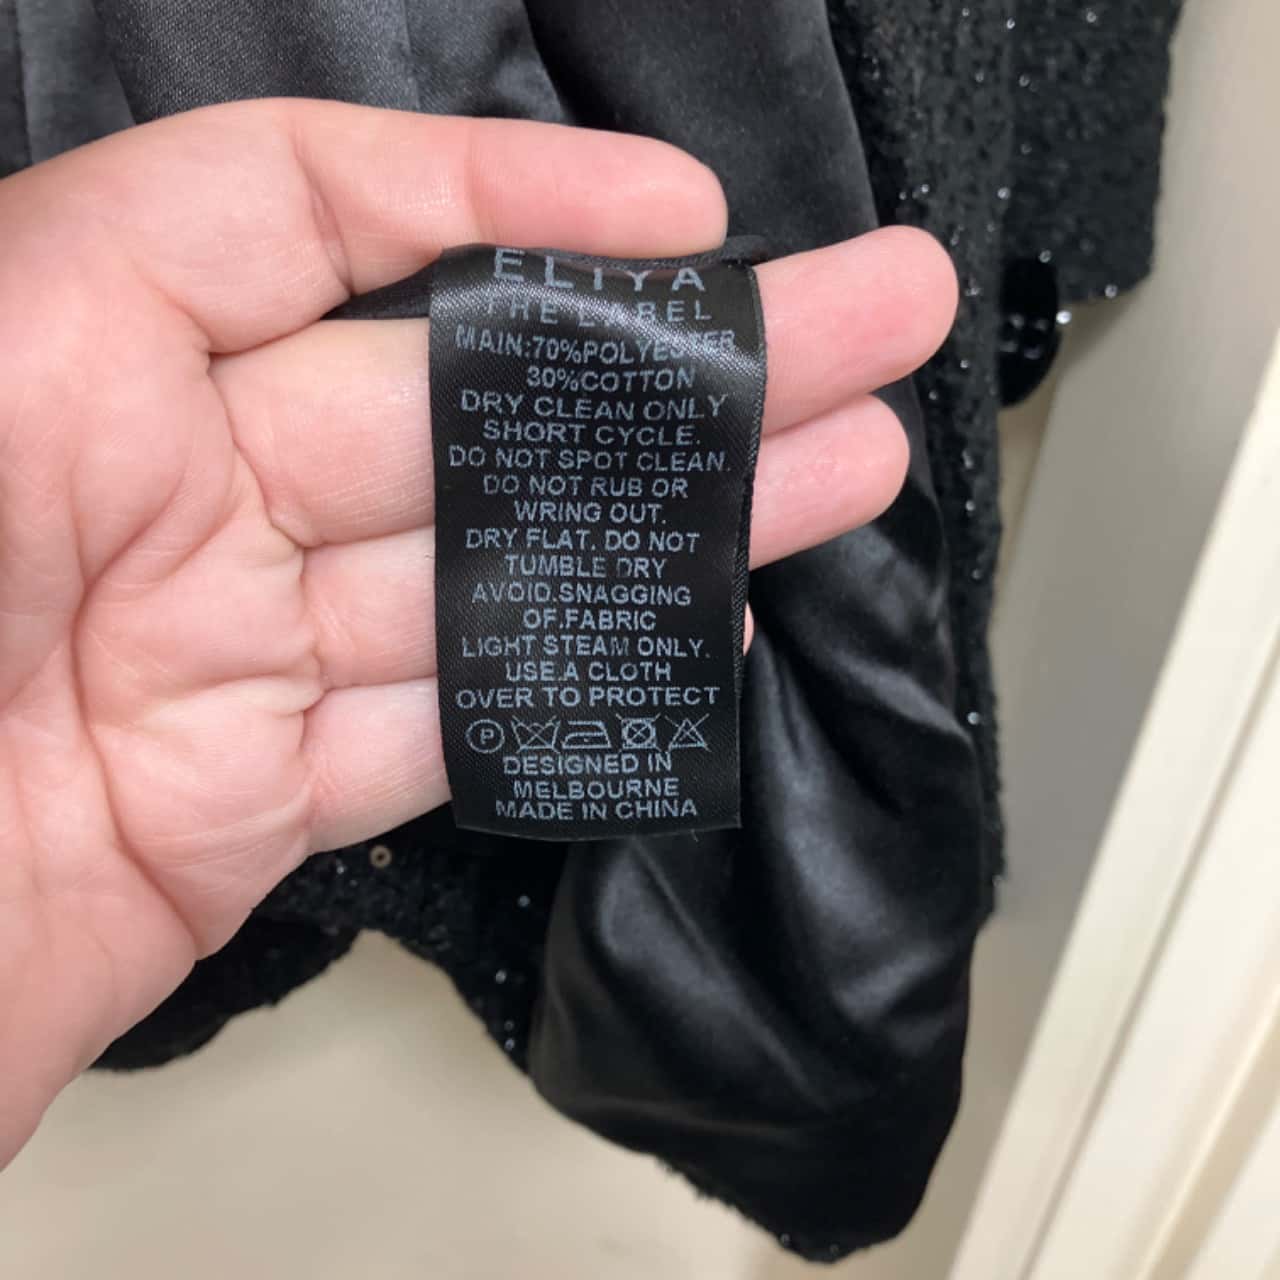 ELIYA
THE LABEL
MAIN:70%POLYESTER
30%COTTON
DRY CLEAN ONLY
SHORT CYCLE.
DO NOT SPOT CLEAN.
DO NOT RUB OR
WRING OUT.
DRY FLAT. DO NOT
TUMBLE DRY
AVOID.SNAGGING
OF.FABRIC
LIGHT STEAM ONLY.
USE.A CLOTH
OVER TO PROTECT
P
DESIGNED IN
MELBOURNE
MADE IN CHINA